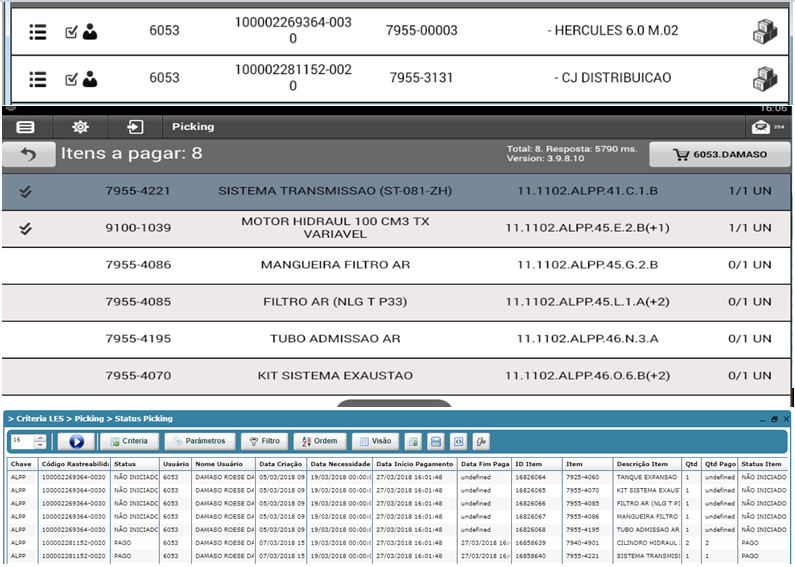 6053 100002269364-003 0 7955-00003 - HERCULES 6.0 M.02
6053 100002281152-002 0 7955-3131 - CJ DISTRIBUICAO
16:06
Picking 254
Itens a pagar: 8 Total: 8. Resposta: 5790 ms. Version: 3.9.8.10 6053.DAMASO
7955-4221 SISTEMA TRANSMISSAO (ST-081-ZH) 11.1102.ALPP.41.C.1.B 1/1 UN
9100-1039 MOTOR HIDRAUL 100 CM3 TX VARIAVEL 11.1102.ALPP.45.E.2.B(+1) 1/1 UN
7955-4086 MANGUEIRA FILTRO AR 11.1102.ALPP.45.G.2.B 0/1 UN
7955-4085 FILTRO AR (NLG T P33) 11.1102.ALPP.45.L.1.A(+2) 0/1 UN
7955-4195 TUBO ADMISSAO AR 11.1102.ALPP.46.N.3.A 0/1 UN
7955-4070 KIT SISTEMA EXAUSTAO 11.1102.ALPP.46.O.6.B(+2) 0/1 UN
> Criteria LES > Picking > Status Picking
16 Criteria Parâmetros Filtro Ordem Visão
Chave Código Rastreabilida Status Usuário Nome Usuário Data Criação Data Necessidade Data Início Pagamento Data Fim Paga ID Item Item Descrição Item Qtd Qtd Pago Status Item
ALPP 100002269364-0030 NÃO INICIADO 6053 DAMASO ROESE DA 05/03/2018 09 19/03/2018 00:00:0 27/03/2018 16:01:48 undefined 16826064 7925-4060 TANQUE EXPANSAO 1 undefined NÃO INICIADO
ALPP 100002269364-0030 NÃO INICIADO 6053 DAMASO ROESE DA 05/03/2018 09 19/03/2018 00:00:0 27/03/2018 16:01:48 undefined 16826065 7955-4070 KIT SISTEMA EXAUS 1 undefined NÃO INICIADO
ALPP 100002269364-0030 NÃO INICIADO 6053 DAMASO ROESE DA 05/03/2018 09 19/03/2018 00:00:0 27/03/2018 16:01:48 undefined 16826066 7955-4085 FILTRO AR (NLG T P3 1 undefined NÃO INICIADO
ALPP 100002269364-0030 NÃO INICIADO 6053 DAMASO ROESE DA 05/03/2018 09 19/03/2018 00:00:0 27/03/2018 16:01:48 undefined 16826067 7955-4086 MANGUEIRA FILTRO 1 undefined NÃO INICIADO
ALPP 100002269364-0030 NÃO INICIADO 6053 DAMASO ROESE DA 05/03/2018 09 19/03/2018 00:00:0 27/03/2018 16:01:48 undefined 16826068 7955-4195 TUBO ADMISSAO AR 1 undefined NÃO INICIADO
ALPP 100002281152-0020 PAGO 6053 DAMASO ROESE DA 07/03/2018 15 19/03/2018 00:00:0 27/03/2018 16:01:48 27/03/2018 16: 16858639 7940-4901 CILINDRO HIDRAUL 2 2 PAGO
ALPP 100002281152-0020 PAGO 6053 DAMASO ROESE DA 07/03/2018 15 19/03/2018 00:00:0 27/03/2018 16:01:48 27/03/2018 16: 16858640 7955-4221 SISTEMA TRANSMIS 1 1 PAGO